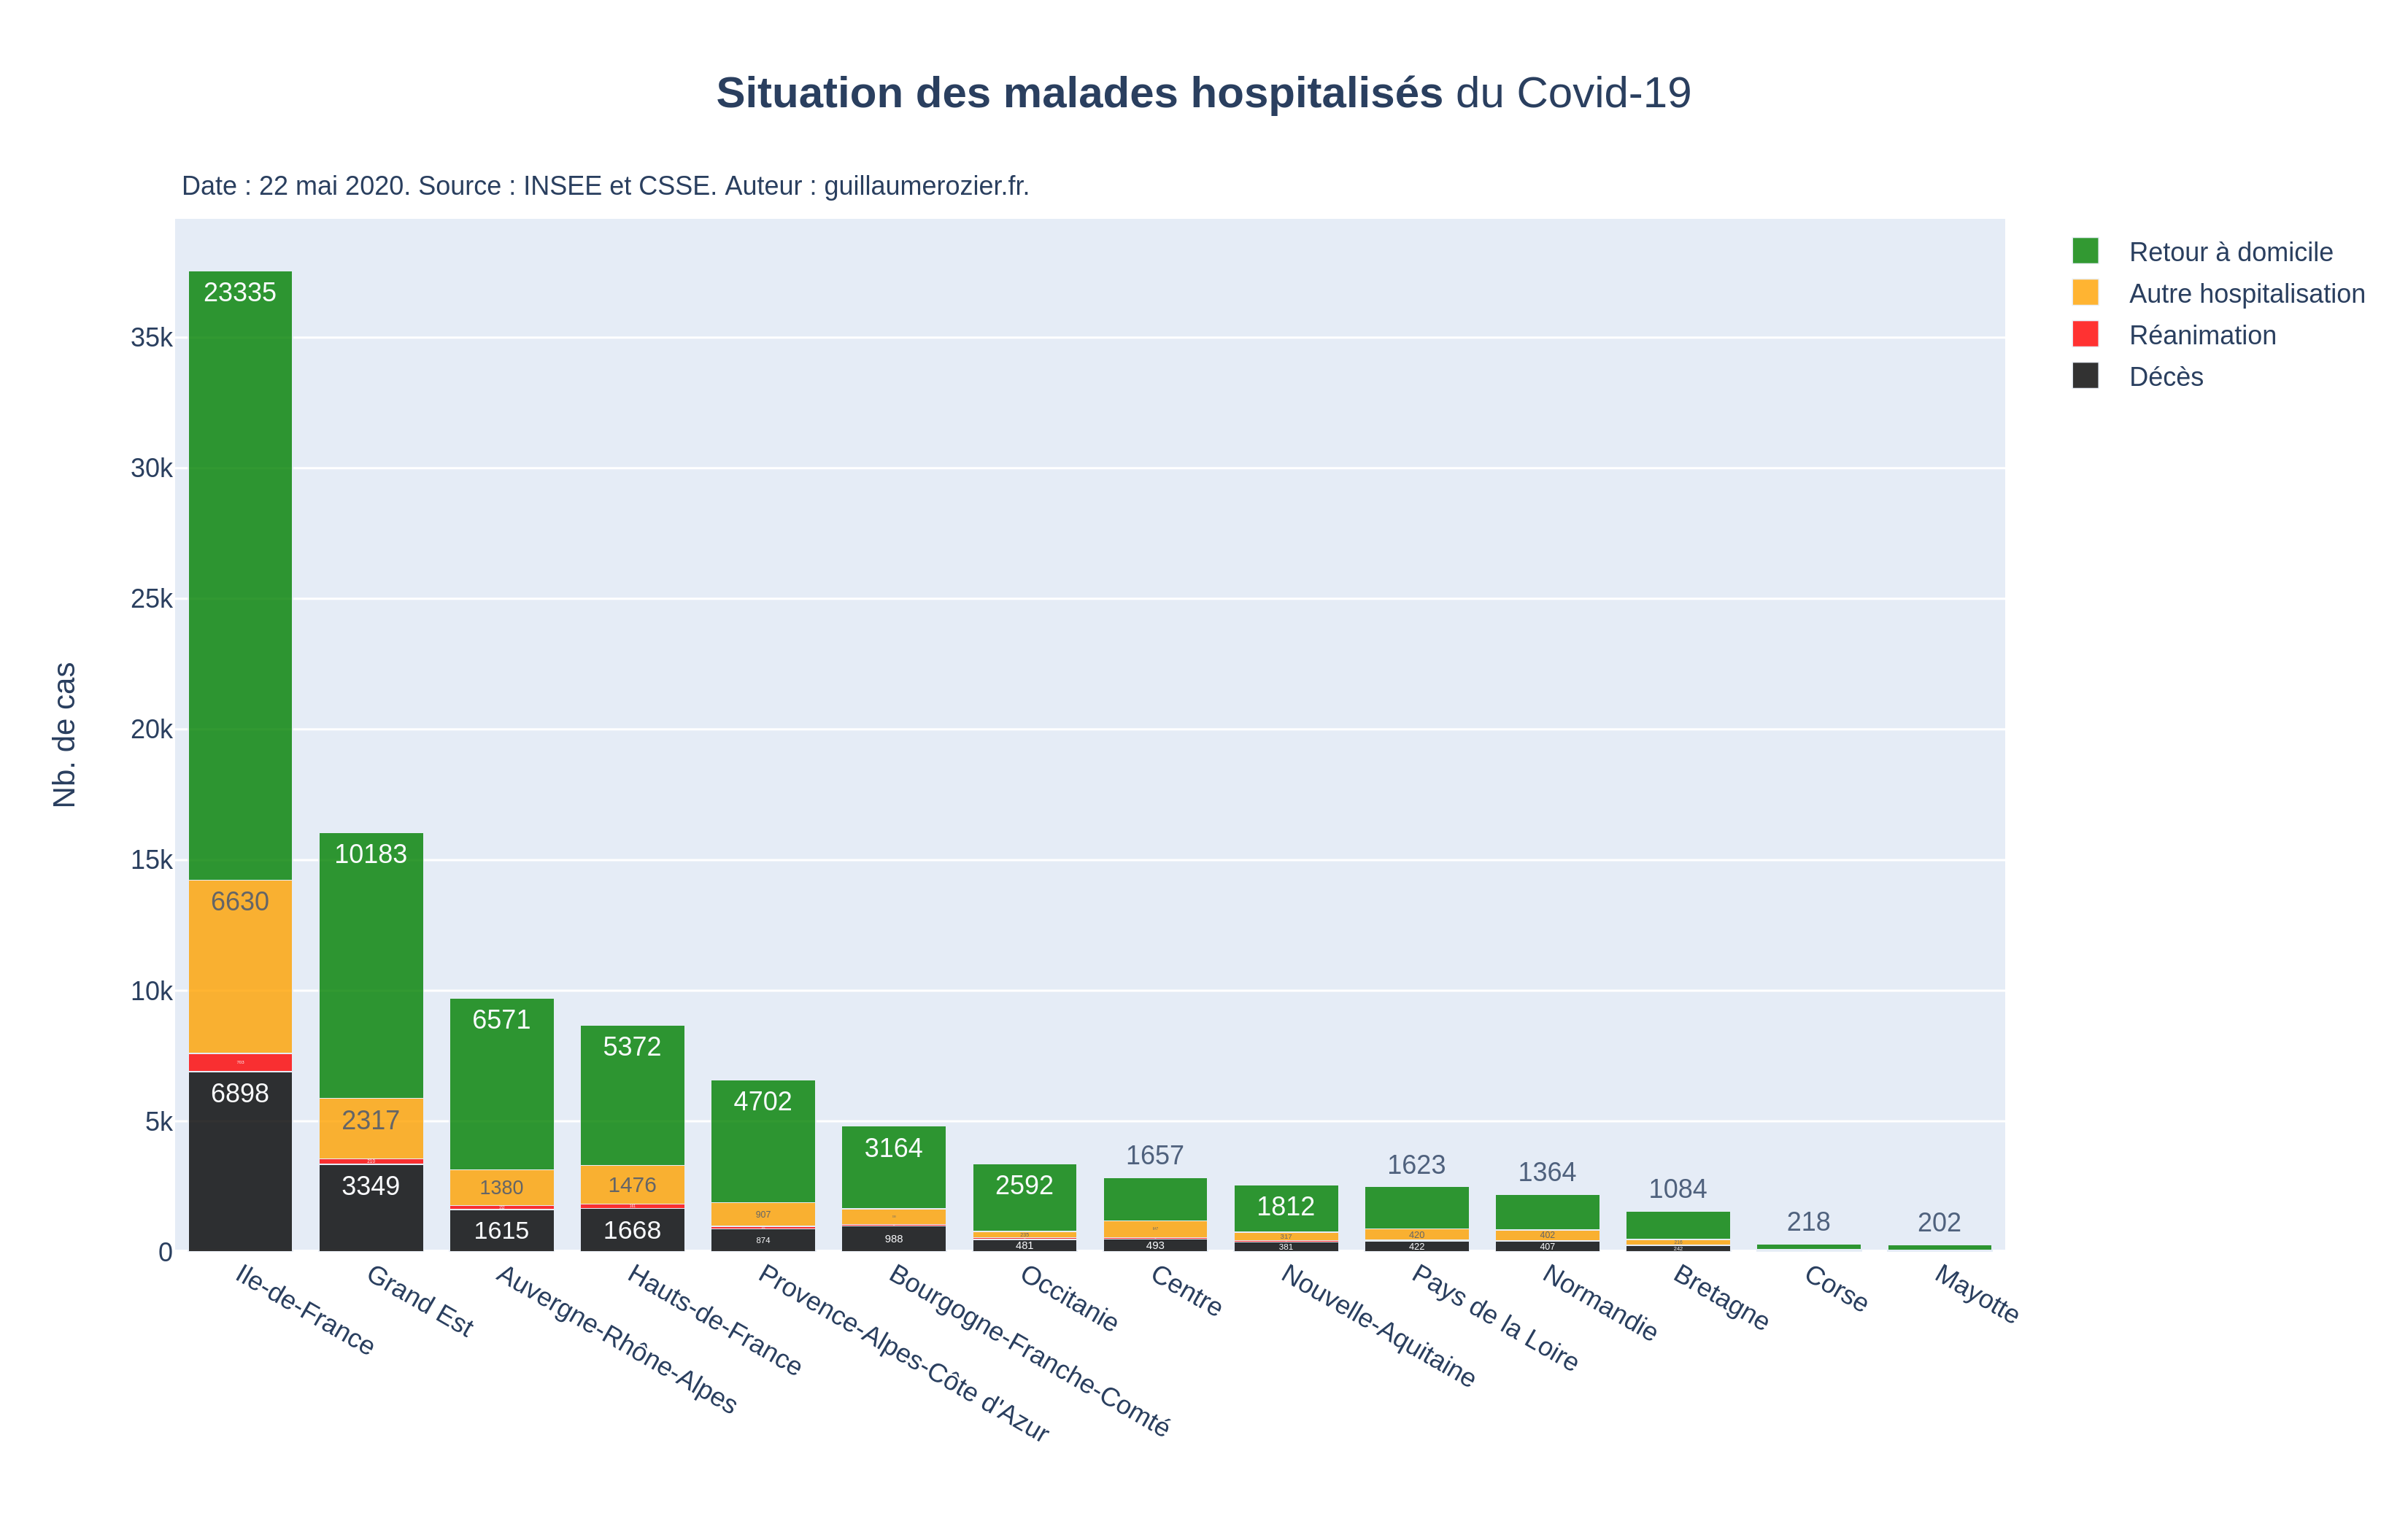 Situation des malades hospitalisés du Covid-19
Date : 22 mai 2020. Source : INSEE et CSSE. Auteur : guillaumerozier.fr.
Retour à domicile
Autre hospitalisation
Réanimation
Décès
Nb. de cas
35k
30k
25k
20k
15k
10k
5k
0
23335
6630
6898
10183
2317
3349
6571
1380
1615
5372
1476
1668
4702
907
874
3164
988
2592
481
1657
493
1812
317
381
1623
420
422
1364
402
407
1084
242
218
202
Ile-de-France
Grand Est
Auvergne-Rhône-Alpes
Hauts-de-France
Provence-Alpes-Côte d'Azur
Bourgogne-Franche-Comté
Occitanie
Centre
Nouvelle-Aquitaine
Pays de la Loire
Normandie
Bretagne
Corse
Mayotte